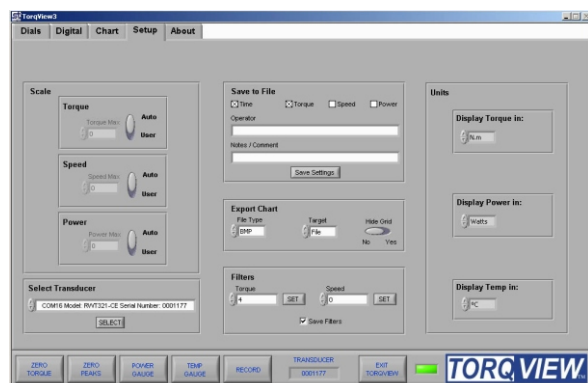 TorqView3
Dials Digital Chart Setup About
Scale
Torque
Torque Max
0
Auto
User
Speed
Speed Max
0
Auto
User
Power
Power Max
0
Auto
User
Select Transducer
COM16 Model: RWT321-CE Serial Number: 0001177
SELECT
Save to File
Time Torque Speed Power
Operator
Notes / Comment
Save Settings
Export Chart
File Type Target Hide Grid
BMP File
No Yes
Filters
Torque Speed
4 SET 0 SET
Save Filters
Units
Display Torque in:
N.m
Display Power in:
Watts
Display Temp in:
ºC
ZERO TORQUE
ZERO PEAKS
POWER GAUGE
TEMP GAUGE
RECORD
TRANSDUCER
0001177
EXIT TORQVIEW
TORQVIEW